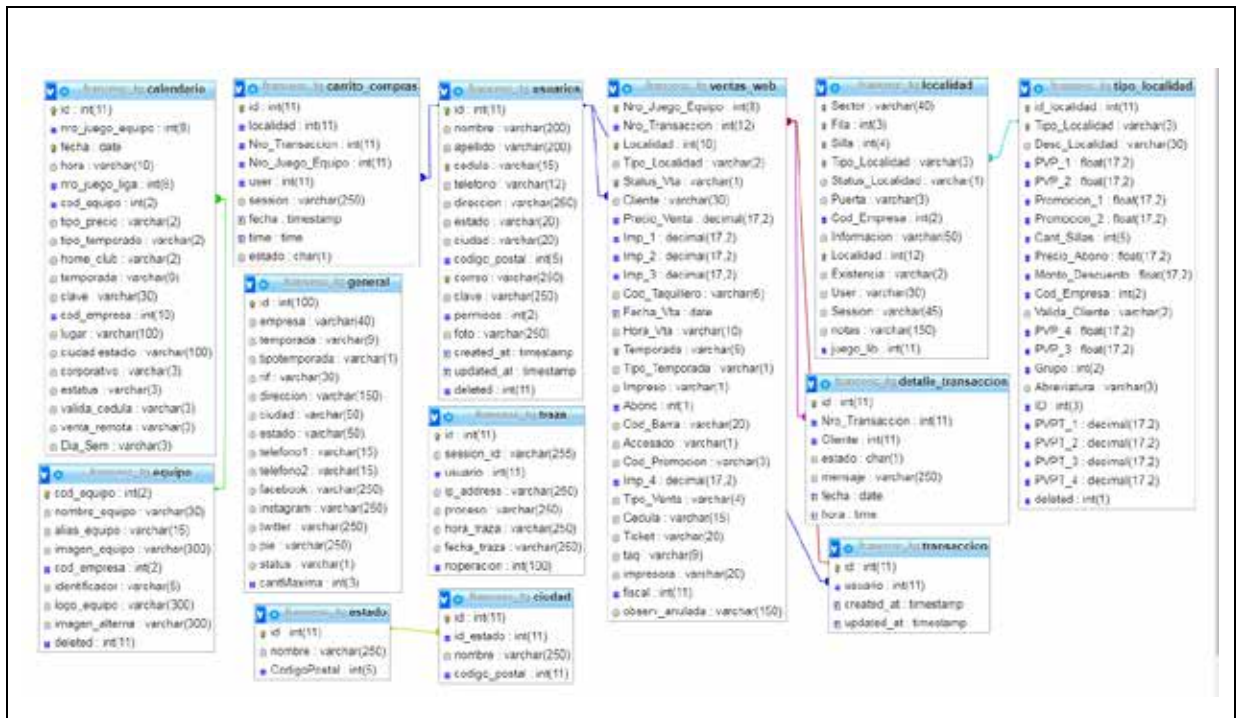 calendario
id : int(11)
nro_juego_equipo : int(8)
fecha : date
hora : varchar(10)
nro_juego_liga : int(6)
cod_equipo : int(2)
tipo_precio : varchar(2)
tipo_temporada : varchar(2)
home_club : varchar(2)
temporada : varchar(9)
clave : varchar(30)
cod_empresa : int(10)
lugar : varchar(100)
ciudad estadio : varchar(100)
corporativo : varchar(3)
estatus : varchar(3)
valida_cedula : varchar(3)
venta_remota : varchar(3)
Dia_Sem : varchar(3)
equipo
cod_equipo : int(2)
nombre_equipo : varchar(30)
alias_equipo : varchar(15)
imagen_equipo : varchar(300)
cod_empresa : int(2)
identificador : varchar(5)
logo_equipo : varchar(300)
imagen_alterna : varchar(300)
deleted : int(11)
carrito_compras
id : int(11)
localidad : int(11)
Nro_Transaccion : int(11)
Nro_Juego_Equipo : int(11)
user : int(11)
session : varchar(250)
fecha : timestamp
time : time
estado : char(1)
general
id : int(100)
empresa : varchar(40)
temporada : varchar(9)
tipotemporada : varchar(1)
rif : varchar(30)
direccion : varchar(150)
ciudad : varchar(50)
estado : varchar(50)
telefono1 : varchar(15)
telefono2 : varchar(15)
facebook : varchar(250)
instagram : varchar(250)
twitter : varchar(250)
pie : varchar(250)
status : varchar(1)
cantMaxima : int(3)
estado
id : int(11)
nombre : varchar(250)
CodigoPostal : int(5)
usuarios
id : int(11)
nombre : varchar(200)
apellido : varchar(200)
cedula : varchar(15)
telefono : varchar(12)
direccion : varchar(250)
estado : varchar(20)
ciudad : varchar(20)
codigo_postal : int(5)
correo : varchar(250)
clave : varchar(250)
permisos : int(2)
foto : varchar(250)
created_at : timestamp
updated_at : timestamp
deleted : int(11)
traza
id : int(11)
session_id : varchar(255)
usuario : int(11)
ip_address : varchar(250)
proceso : varchar(250)
hora_traza : varchar(250)
fecha_traza : varchar(250)
noperacion : int(100)
ciudad
id : int(11)
id_estado : int(11)
nombre : varchar(250)
codigo_postal : int(11)
ventas_web
Nro_Juego_Equipo : int(8)
Nro_Transaccion : int(12)
Localidad : int(10)
Tipo_Localidad : varchar(2)
Status_Vta : varchar(1)
Cliente : varchar(30)
Precio_Venta : decimal(17,2)
Imp_1 : decimal(17,2)
Imp_2 : decimal(17,2)
Imp_3 : decimal(17,2)
Cod_Taquillero : varchar(6)
Fecha_Vta : date
Hora_Vta : varchar(10)
Temporada : varchar(9)
Tipo_Temporada : varchar(1)
Impreso : varchar(1)
Abono : int(1)
Cod_Barra : varchar(20)
Accesado : varchar(1)
Cod_Promocion : varchar(3)
Imp_4 : decimal(17,2)
Tipo_Venta : varchar(4)
Cedula : varchar(15)
Ticket : varchar(20)
taq : varchar(9)
impresora : varchar(20)
fiscal : int(11)
observ_anulada : varchar(150)
localidad
Sector : varchar(40)
Fila : int(3)
Silla : int(4)
Tipo_Localidad : varchar(3)
Status_Localidad : varchar(1)
Puerta : varchar(3)
Cod_Empresa : int(2)
Informacion : varchar(50)
Localidad : int(12)
Existencia : varchar(2)
User : varchar(30)
Session : varchar(45)
notas : varchar(150)
juego_lib : int(11)
detalle_transaccion
id : int(11)
Nro_Transaccion : int(11)
Cliente : int(11)
estado : char(1)
mensaje : varchar(250)
fecha : date
hora : time
transaccion
id : int(11)
usuario : int(11)
created_at : timestamp
updated_at : timestamp
tipo_localidad
id_localidad : int(11)
Tipo_Localidad : varchar(3)
Desc_Localidad : varchar(30)
PVP_1 : float(17,2)
PVP_2 : float(17,2)
Promocion_1 : float(17,2)
Promocion_2 : float(17,2)
Cant_Sillas : int(5)
Precio_Abono : float(17,2)
Monto_Descuento : float(17,2)
Cod_Empresa : int(2)
Valida_Cliente : varchar(2)
PVP_4 : float(17,2)
PVP_3 : float(17,2)
Grupo : int(2)
Abreviatura : varchar(3)
ID : int(3)
PVPT_1 : decimal(17,2)
PVPT_2 : decimal(17,2)
PVPT_3 : decimal(17,2)
PVPT_4 : decimal(17,2)
deleted : int(1)